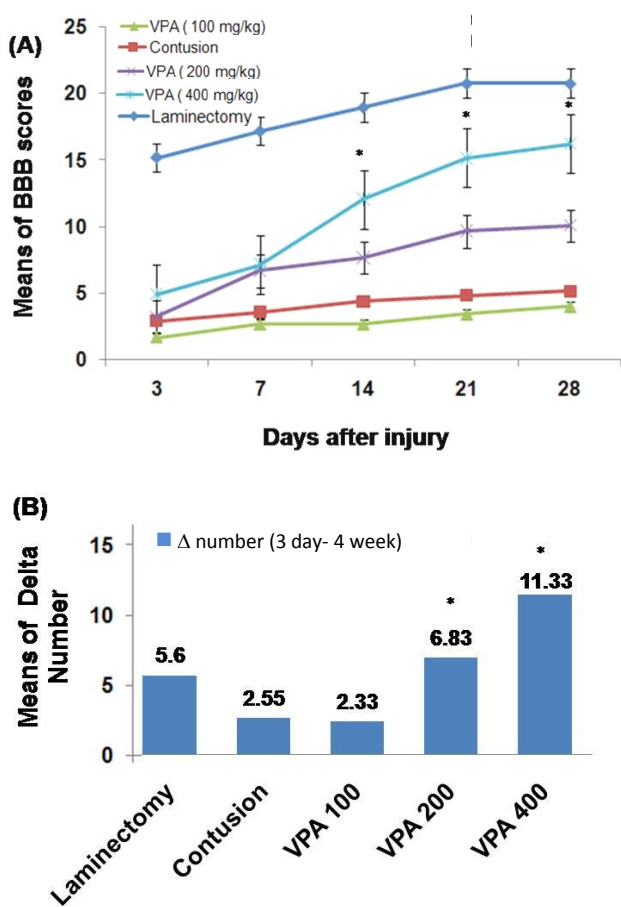 (A)
VPA ( 100 mg/kg)
Contusion
VPA ( 200 mg/kg)
VPA ( 400 mg/kg)
Laminectomy
Means of BBB scores
25
20
15
10
5
0
* * *
3 7 14 21 28
Days after injury
(B)
Δ number (3 day- 4 week)
Means of Delta
Number
15
10
5
0
5.6
2.55
2.33
*
6.83
*
11.33
Laminectomy
Contusion
VPA 100
VPA 200
VPA 400